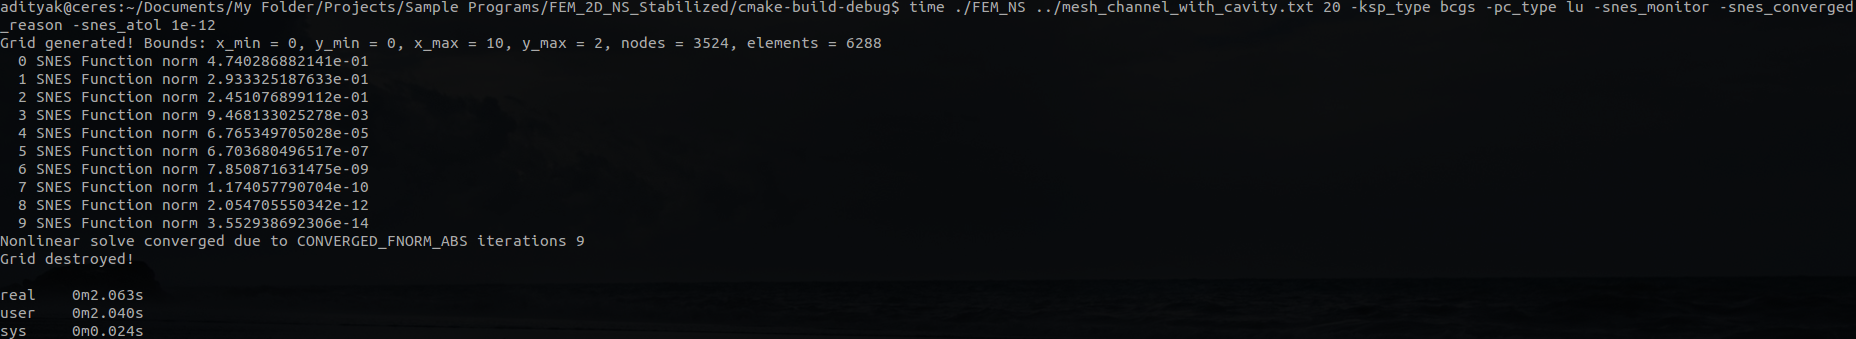 adityak@ceres:~/Documents/My Folder/Projects/Sample Programs/FEM_2D_NS_Stabilized/cmake-build-debug$ time ./FEM_NS ../mesh_channel_with_cavity.txt 20 -ksp_type bcgs -pc_type lu -snes_monitor -snes_converged
_reason -snes_atol 1e-12
Grid generated! Bounds: x_min = 0, y_min = 0, x_max = 10, y_max = 2, nodes = 3524, elements = 6288
  0 SNES Function norm 4.740286882141e-01
  1 SNES Function norm 2.933325187633e-01
  2 SNES Function norm 2.451076899112e-01
  3 SNES Function norm 9.468133025278e-03
  4 SNES Function norm 6.765349705028e-05
  5 SNES Function norm 6.703680496517e-07
  6 SNES Function norm 7.850871631475e-09
  7 SNES Function norm 1.174057790704e-10
  8 SNES Function norm 2.054705550342e-12
  9 SNES Function norm 3.552938692306e-14
Nonlinear solve converged due to CONVERGED_FNORM_ABS iterations 9
Grid destroyed!
real    0m2.063s
user    0m2.040s
sys     0m0.024s